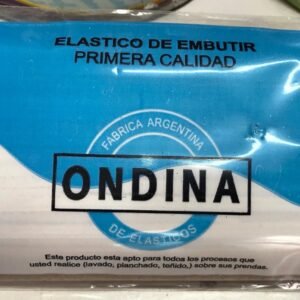 ELASTICO DE EMBUTIR
PRIMERA CALIDAD
FABRICA ARGENTINA
ONDINA
DE ELASTICOS
Este producto esta apto para todos los procesos que
usted realice (lavado, planchado, teñido,) sobre sus prendas.